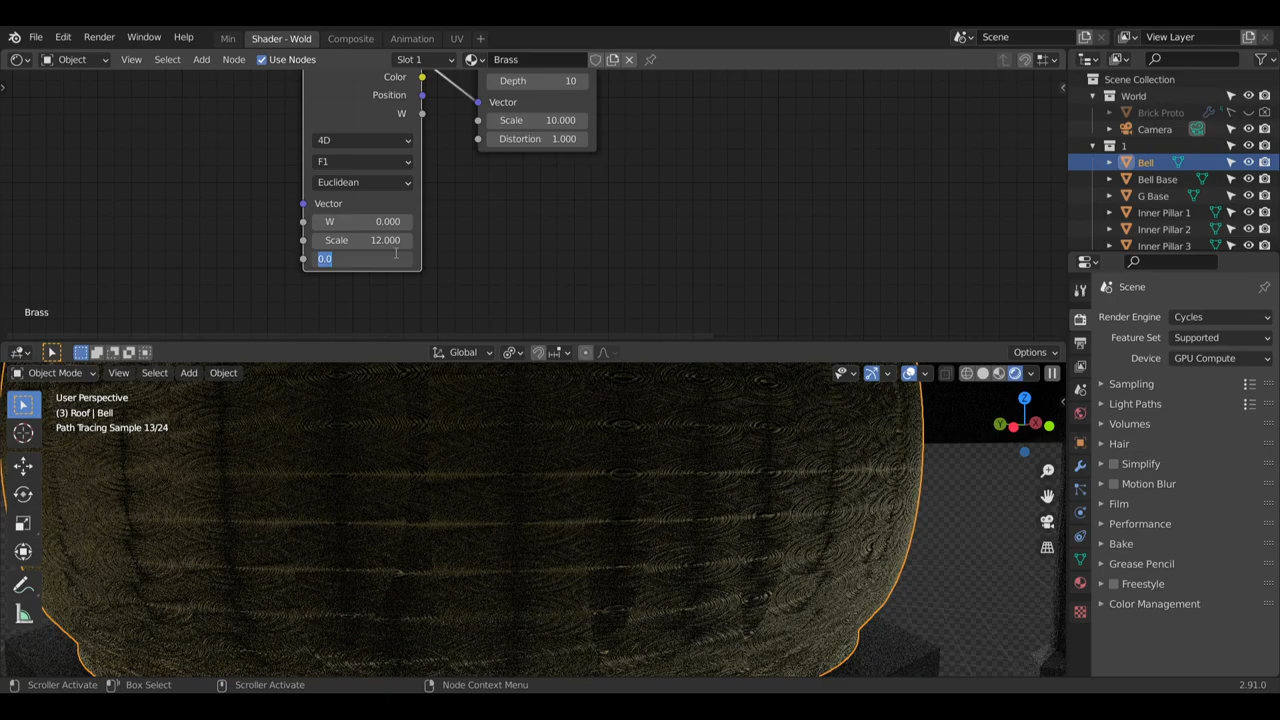 File Edit Render Window Help Min Shader - Wold Composite Animation UV + Scene View Layer
Object View Select Add Node Use Nodes Slot 1 Brass
Scene Collection
World
Brick Proto
Camera
1
Bell
Bell Base
G Base
Inner Pillar 1
Inner Pillar 2
Inner Pillar 3
Color
Position
W
4D
F1
Euclidean
Vector
W 0.000
Scale 12.000
0.0
Depth 10
Vector
Scale 10.000
Distortion 1.000
Brass
Scene
Render Engine Cycles
Feature Set Supported
Device GPU Compute
Sampling
Light Paths
Volumes
Hair
Simplify
Motion Blur
Film
Performance
Bake
Grease Pencil
Freestyle
Color Management
Global Options
Object Mode View Select Add Object
User Perspective
(3) Roof | Bell
Path Tracing Sample 13/24
Z
Y
X
Scroller Activate Box Select Scroller Activate Node Context Menu 2.91.0